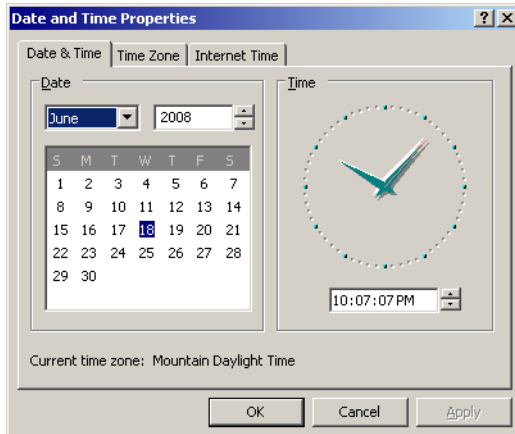 Date and Time Properties
Date & Time Time Zone Internet Time
Date Time
June 2008
S M T W T F S
1 2 3 4 5 6 7
8 9 10 11 12 13 14
15 16 17 18 19 20 21
22 23 24 25 26 27 28
29 30
10:07:07 PM
Current time zone: Mountain Daylight Time
OK Cancel Apply